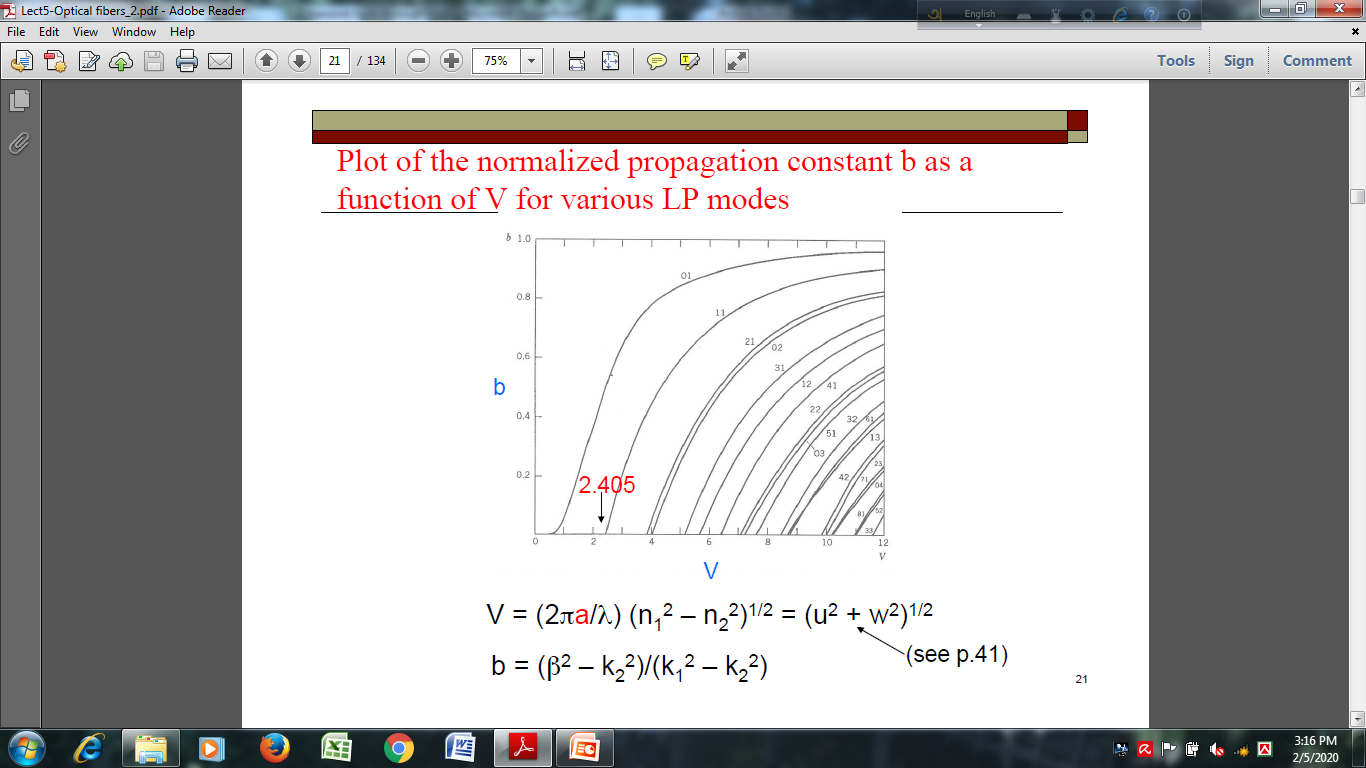 Lect5-Optical fibers_2.pdf - Adobe Reader
English
File Edit View Window Help
21 / 134 75% Tools Sign Comment
Plot of the normalized propagation constant b as a
function of V for various LP modes
b 1.0
01
0.8
11
21 02
0.6
31
12 41
b
22
0.4
32 61
51 13
03
23
0.2 42 71 04
2.405
81 52
33
0 2 4 6 8 10 12
V
V
V = (2πa/λ) (n₁² – n₂²)¹/² = (u² + w²)¹/²
(see p.41)
b = (β² – k₂²)/(k₁² – k₂²)
21
3:16 PM
2/5/2020